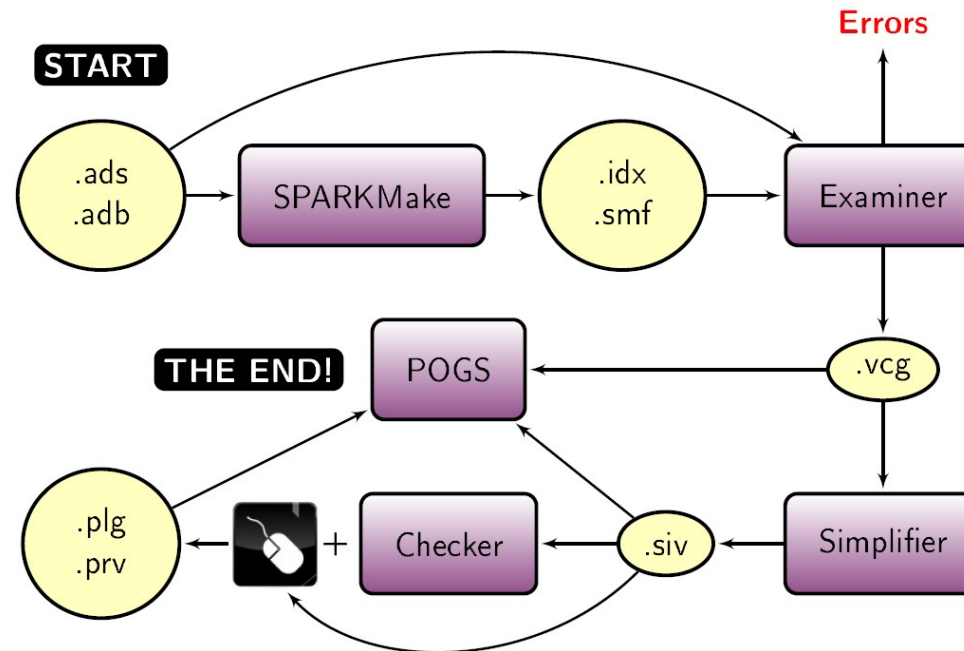 Errors
START
.ads
.adb
SPARKMake
.idx
.smf
Examiner
THE END!
POGS
.vcg
.plg
.prv
+
Checker
.siv
Simplifier